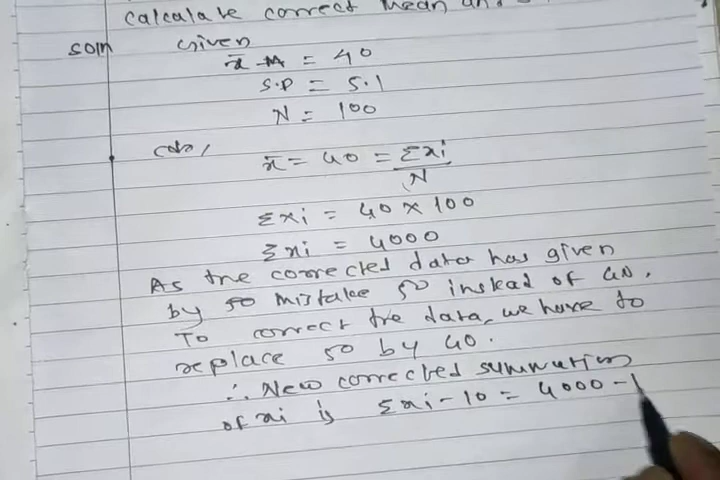 calculate correct mean and
soln Given
x̄ = 40
S.D = 5.1
N = 100
x̄ = 40 = Σxi / N
Σxi = 40 × 100
Σxi = 4000
As the corrected data has given
by mistake 50 instead of 40.
To correct the data, we have to
replace 50 by 40.
∴ New corrected summation
of xi is Σxi - 10 = 4000 - 1